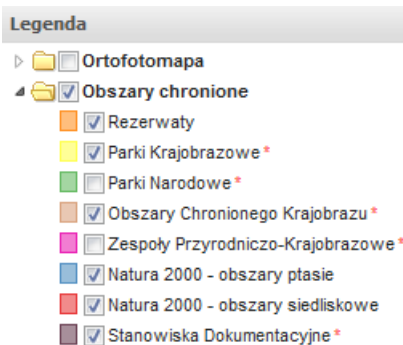 Legenda
Ortofotomapa
Obszary chronione
Rezerwaty
Parki Krajobrazowe *
Parki Narodowe *
Obszary Chronionego Krajobrazu *
Zespoły Przyrodniczo-Krajobrazowe *
Natura 2000 - obszary ptasie
Natura 2000 - obszary siedliskowe
Stanowiska Dokumentacyjne *